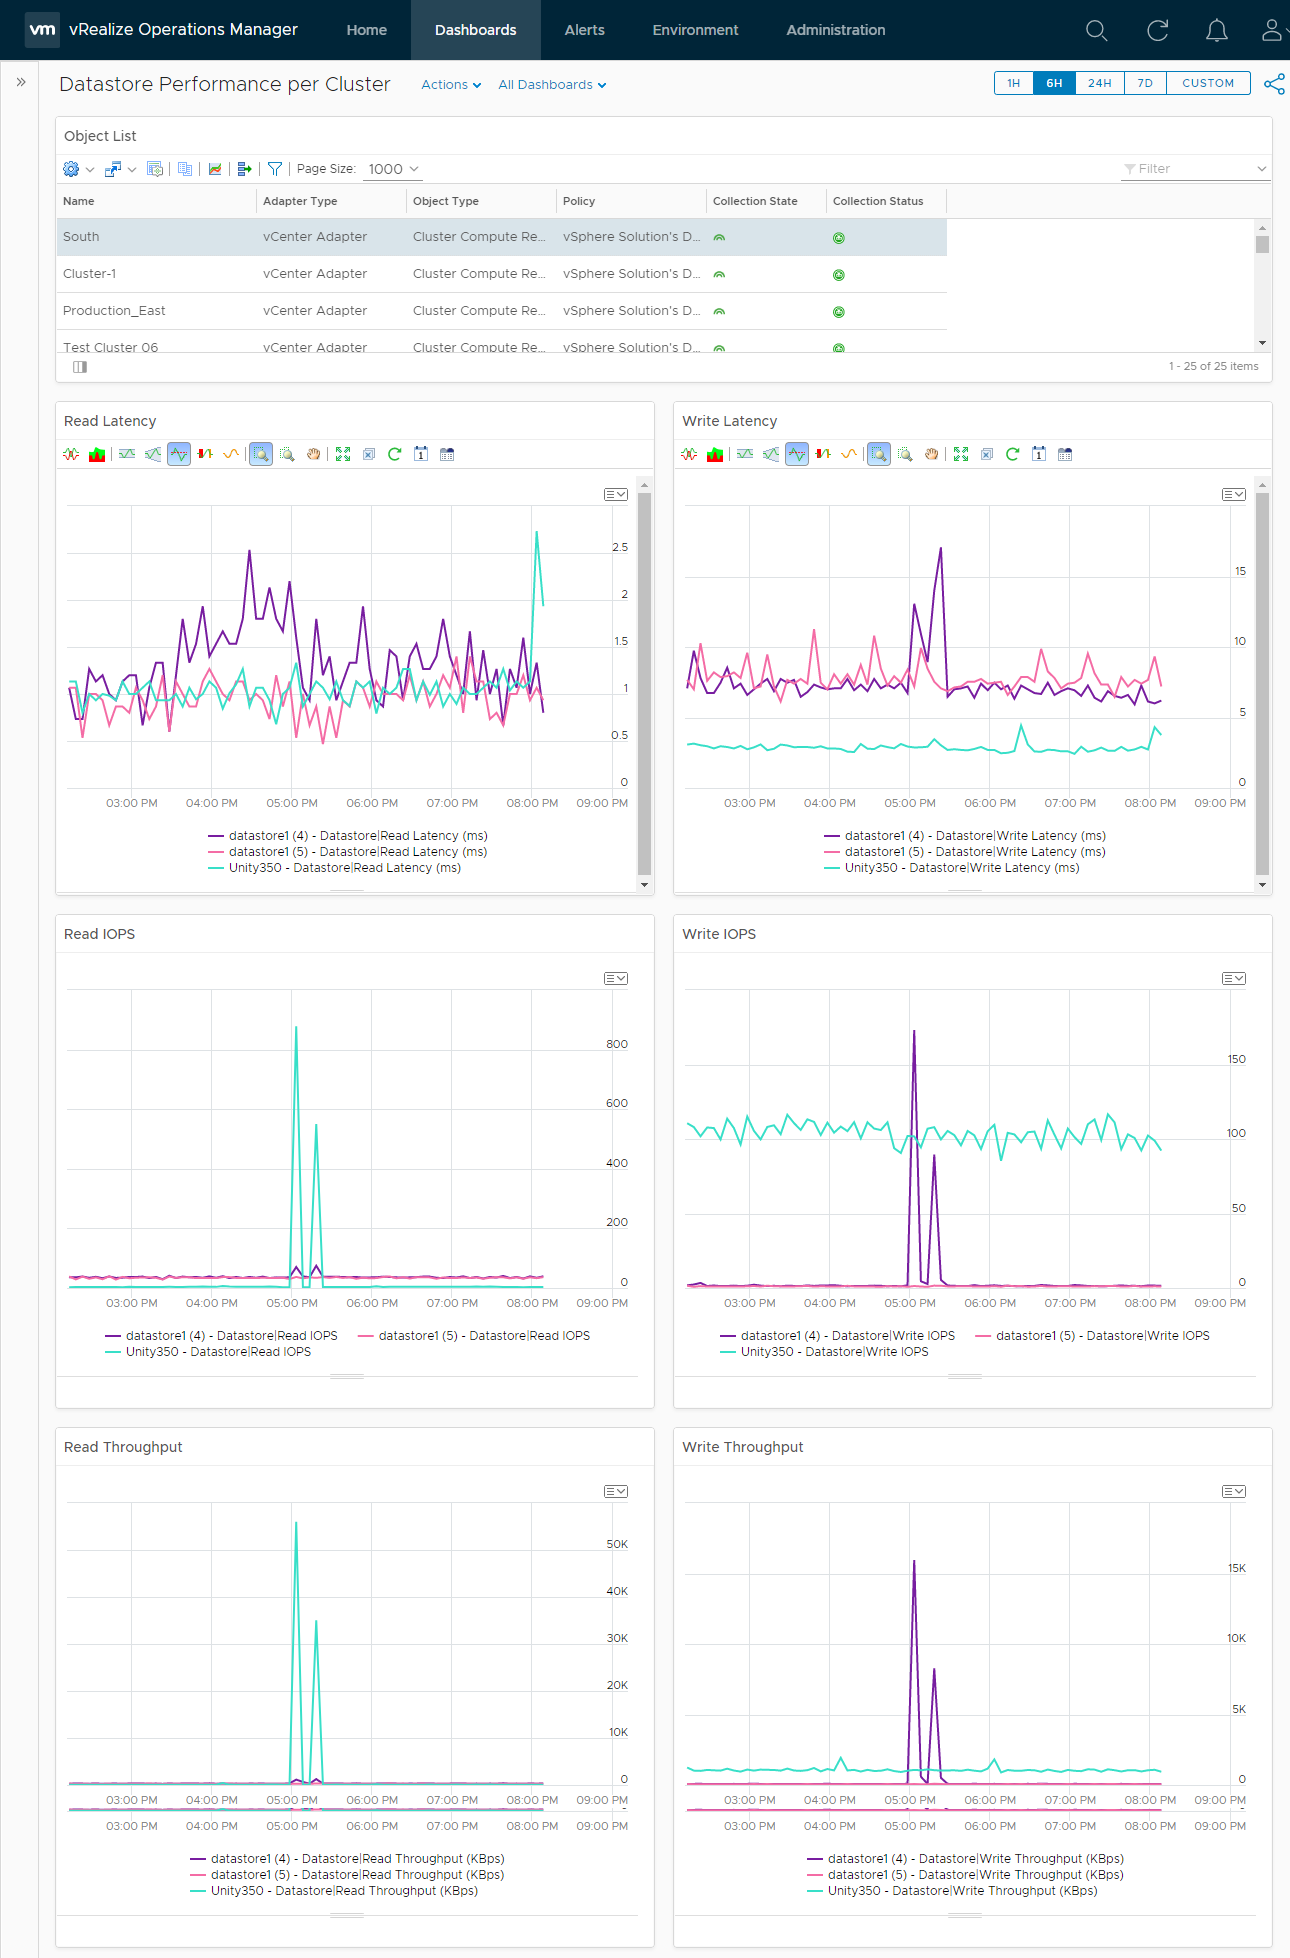 vm vRealize Operations Manager Home Dashboards Alerts Environment Administration
Datastore Performance per Cluster Actions All Dashboards 1H 6H 24H 7D CUSTOM
Object List
Page Size: 1000 Filter
Name Adapter Type Object Type Policy Collection State Collection Status
South vCenter Adapter Cluster Compute Re... vSphere Solution's D...
Cluster-1 vCenter Adapter Cluster Compute Re... vSphere Solution's D...
Production_East vCenter Adapter Cluster Compute Re... vSphere Solution's D...
Test Cluster 06 vCenter Adapter Cluster Compute Re... vSphere Solution's D...
1 - 25 of 25 items
Read Latency
1
2.5
2
1.5
1
0.5
0
03:00 PM 04:00 PM 05:00 PM 06:00 PM 07:00 PM 08:00 PM 09:00 PM
datastore1 (4) - Datastore|Read Latency (ms)
datastore1 (5) - Datastore|Read Latency (ms)
Unity350 - Datastore|Read Latency (ms)
Write Latency
1
15
10
5
0
03:00 PM 04:00 PM 05:00 PM 06:00 PM 07:00 PM 08:00 PM 09:00 PM
datastore1 (4) - Datastore|Write Latency (ms)
datastore1 (5) - Datastore|Write Latency (ms)
Unity350 - Datastore|Write Latency (ms)
Read IOPS
800
600
400
200
0
03:00 PM 04:00 PM 05:00 PM 06:00 PM 07:00 PM 08:00 PM 09:00 PM
datastore1 (4) - Datastore|Read IOPS datastore1 (5) - Datastore|Read IOPS
Unity350 - Datastore|Read IOPS
Write IOPS
150
100
50
0
03:00 PM 04:00 PM 05:00 PM 06:00 PM 07:00 PM 08:00 PM 09:00 PM
datastore1 (4) - Datastore|Write IOPS datastore1 (5) - Datastore|Write IOPS
Unity350 - Datastore|Write IOPS
Read Throughput
50K
40K
30K
20K
10K
0
03:00 PM 04:00 PM 05:00 PM 06:00 PM 07:00 PM 08:00 PM 09:00 PM
03:00 PM 04:00 PM 05:00 PM 06:00 PM 07:00 PM 08:00 PM 09:00 PM
datastore1 (4) - Datastore|Read Throughput (KBps)
datastore1 (5) - Datastore|Read Throughput (KBps)
Unity350 - Datastore|Read Throughput (KBps)
Write Throughput
15K
10K
5K
0
03:00 PM 04:00 PM 05:00 PM 06:00 PM 07:00 PM 08:00 PM 09:00 PM
03:00 PM 04:00 PM 05:00 PM 06:00 PM 07:00 PM 08:00 PM 09:00 PM
datastore1 (4) - Datastore|Write Throughput (KBps)
datastore1 (5) - Datastore|Write Throughput (KBps)
Unity350 - Datastore|Write Throughput (KBps)